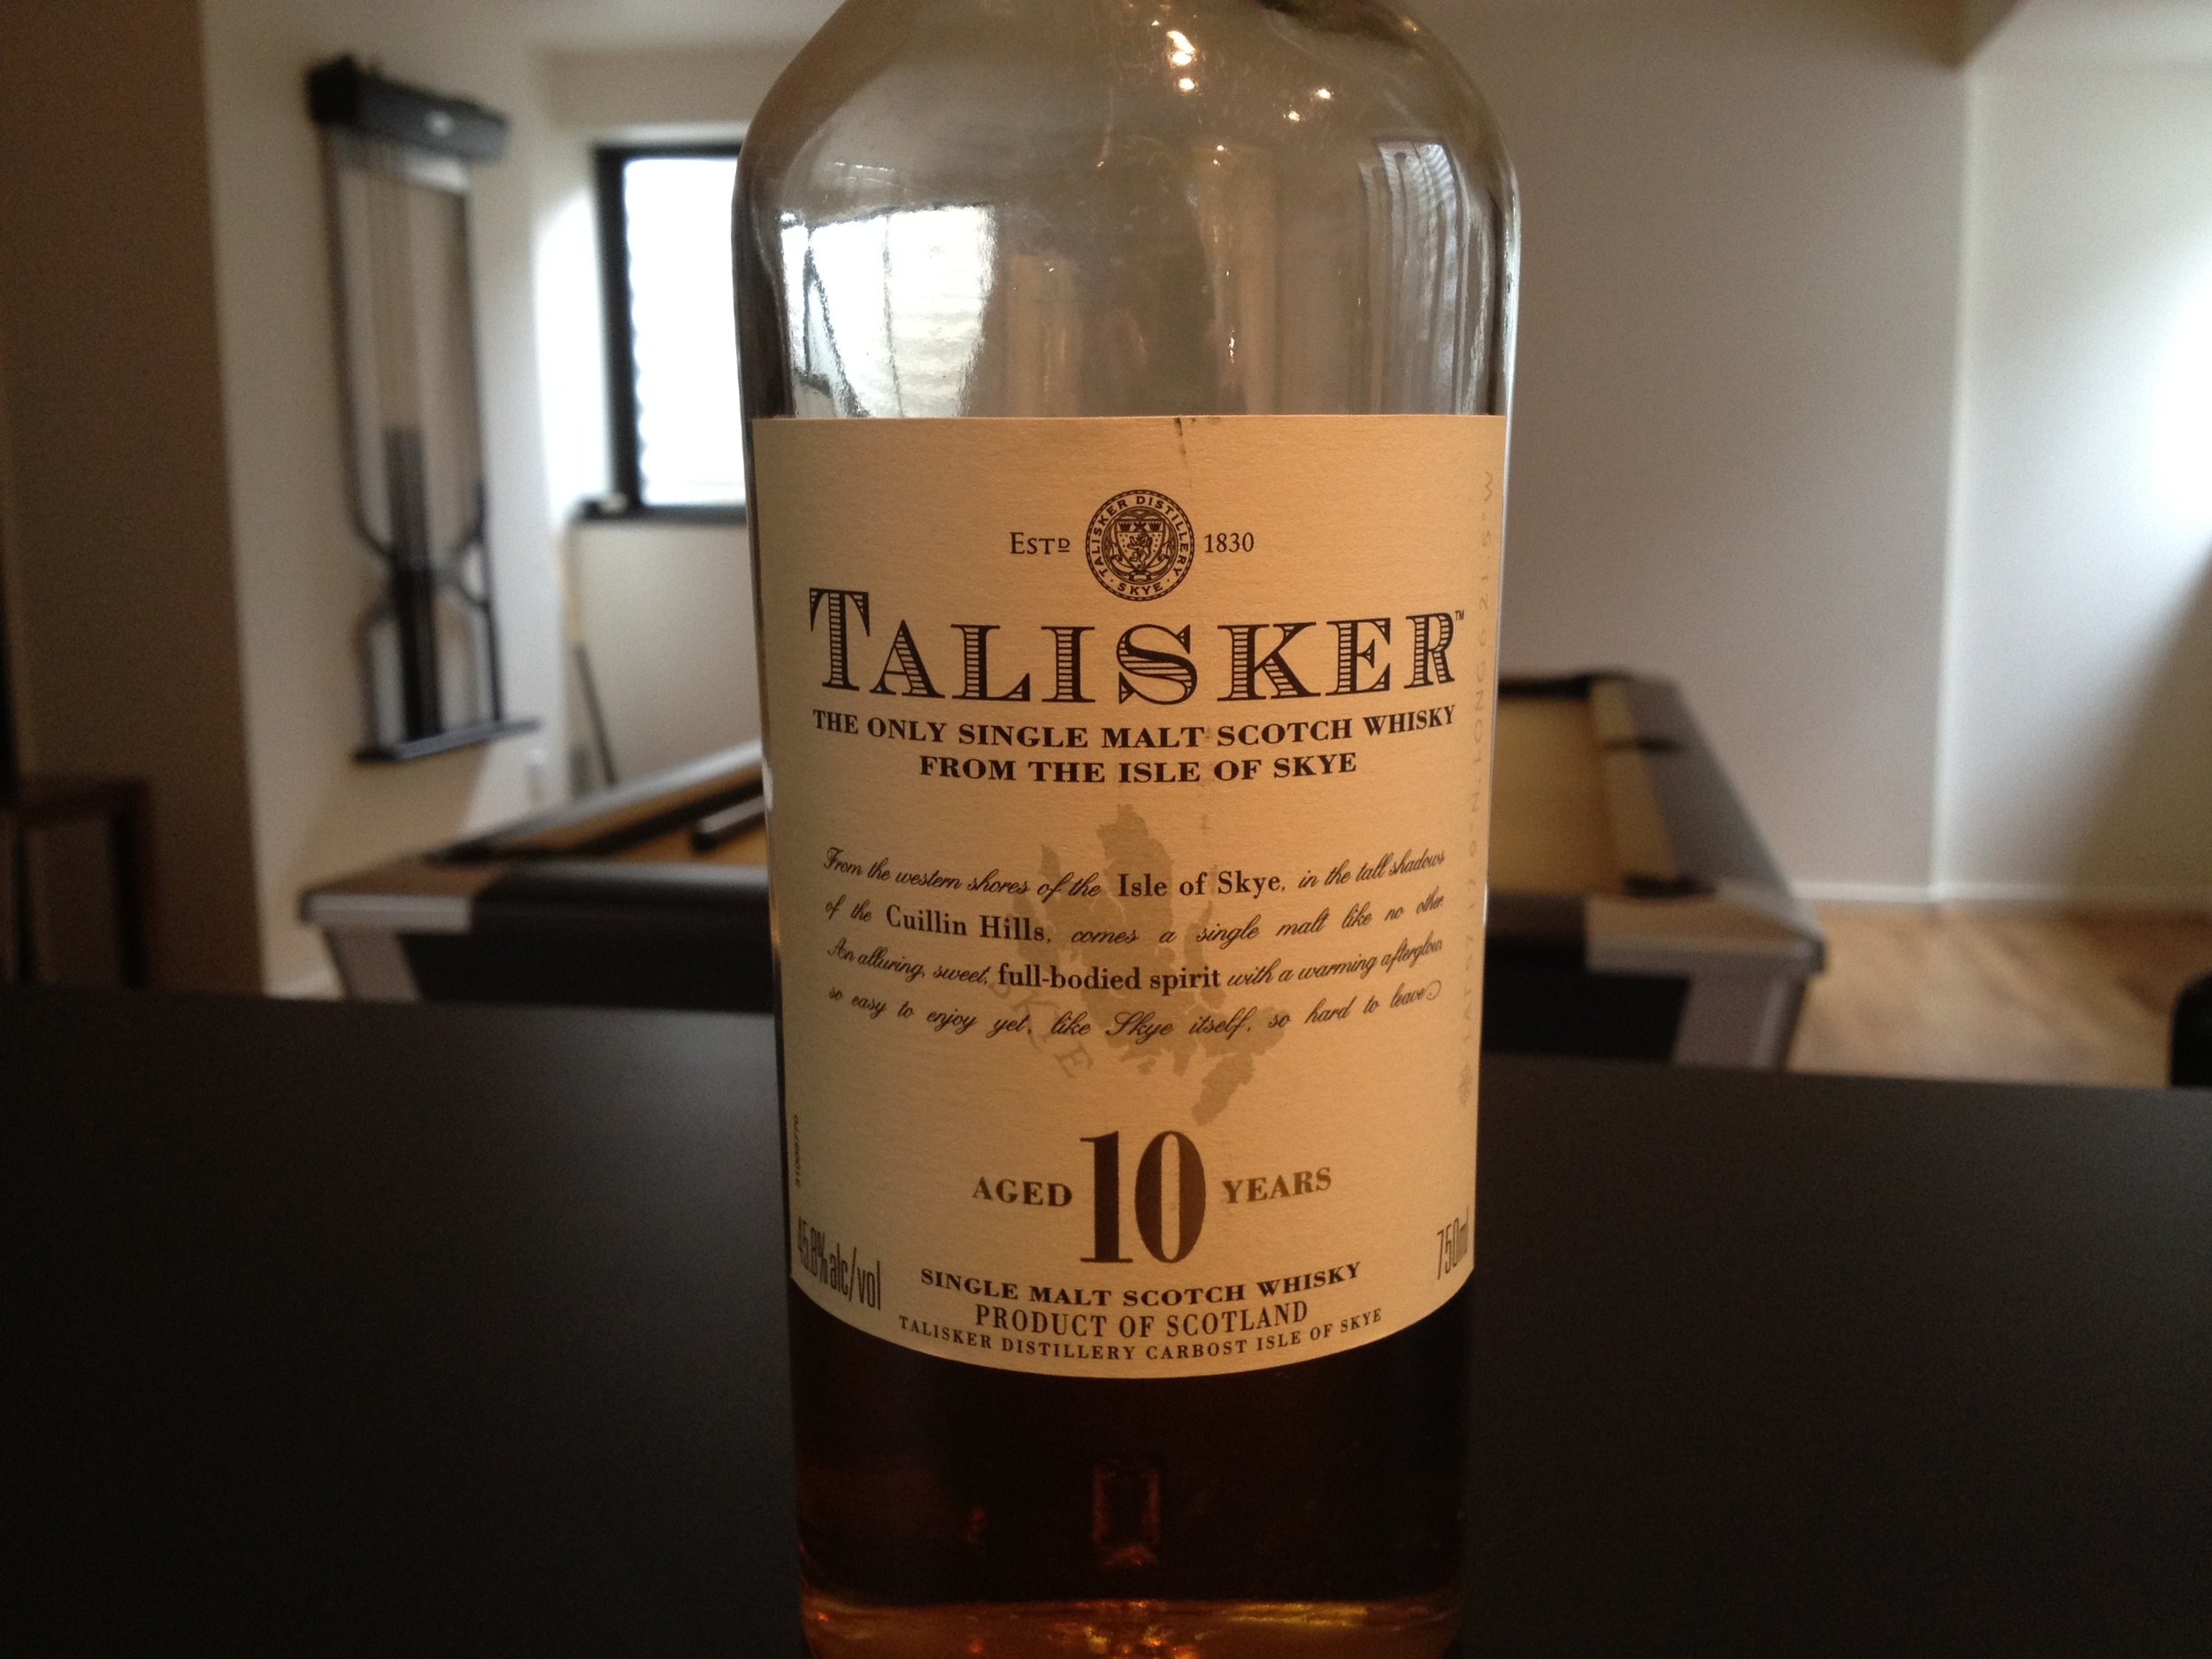 ESTD 1830
TALISKER DISTILLERY
SKYE
TALISKER™
THE ONLY SINGLE MALT SCOTCH WHISKY
FROM THE ISLE OF SKYE
From the western shores of the Isle of Skye, in the tall shadows
of the Cuillin Hills, comes a single malt like no other.
An alluring, sweet, full-bodied spirit with a warming afterglow
so easy to enjoy yet, like Skye itself, so hard to leave
SKYE
AGED 10 YEARS
45.8% alc/vol
750ml
SINGLE MALT SCOTCH WHISKY
PRODUCT OF SCOTLAND
TALISKER DISTILLERY CARBOST ISLE OF SKYE